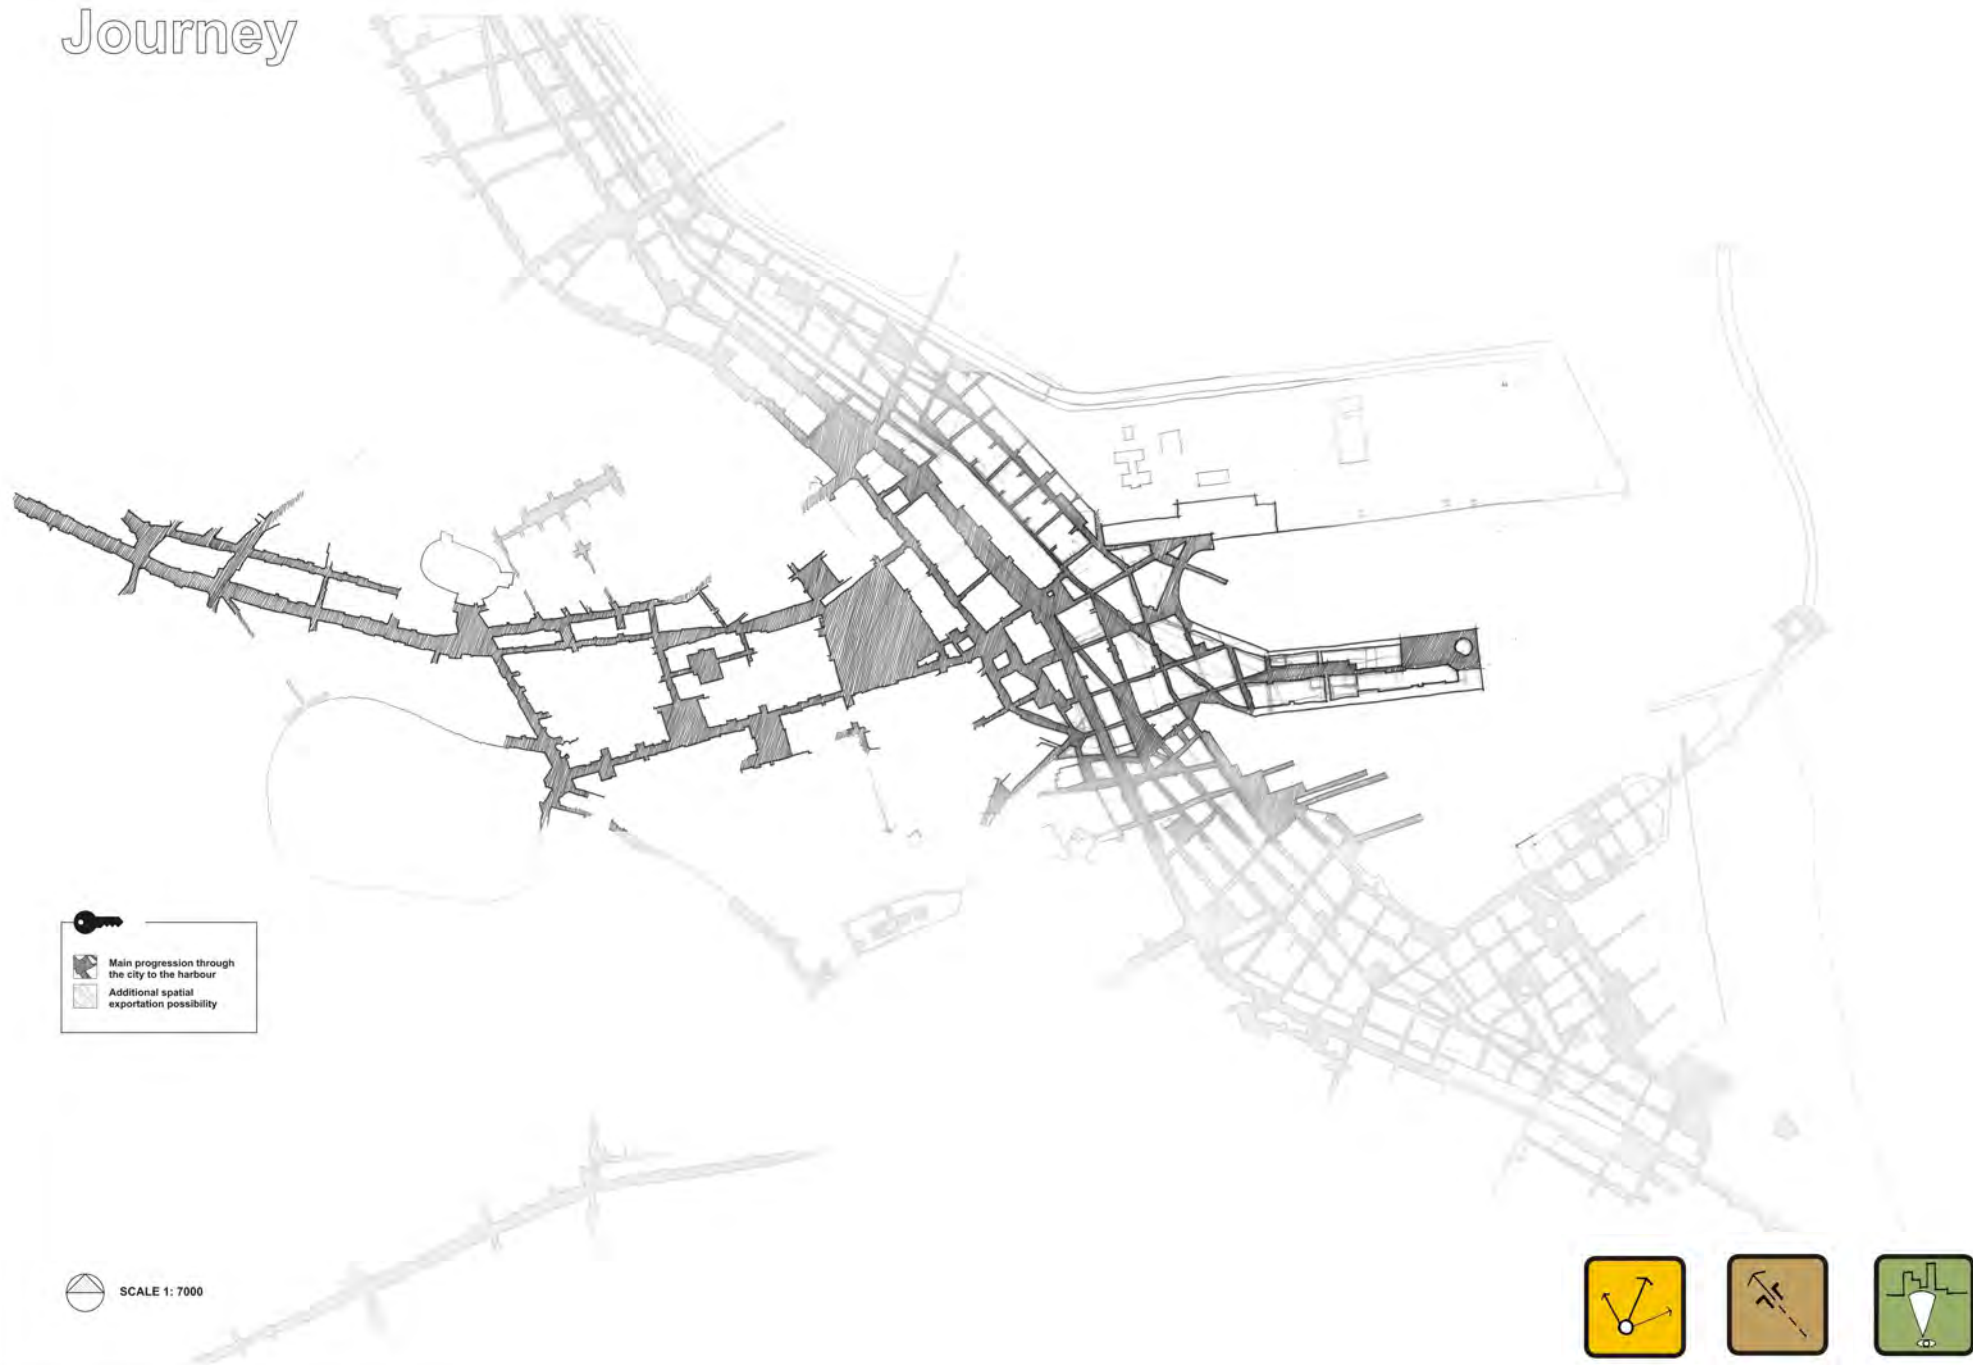 Journey
Main progression through
the city to the harbour
Additional spatial
exportation possibility
SCALE 1: 7000